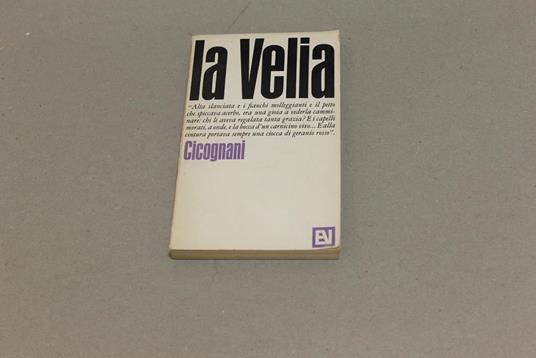 la Velia
"Alta slanciata e i fianchi molleggianti e il petto
che spiccava acerbo, era una gioia a vederla cammi-
nare: chi le aveva regalata tanta grazia? E i capelli
morati, a onde, e la bocca d'un carnicino vivo... E alla
cintura portava sempre una ciocca di geranio rosso".
Cicognani
EV